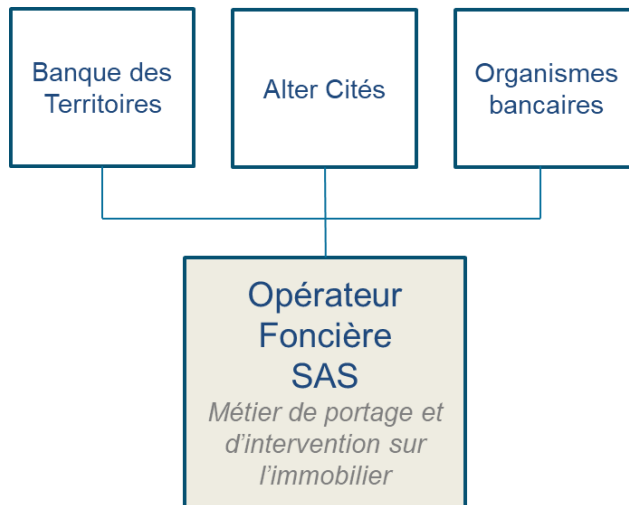 Banque des
Territoires
Alter Cités
Organismes
bancaires
Opérateur
Foncière
SAS
Métier de portage et
d'intervention sur
l'immobilier